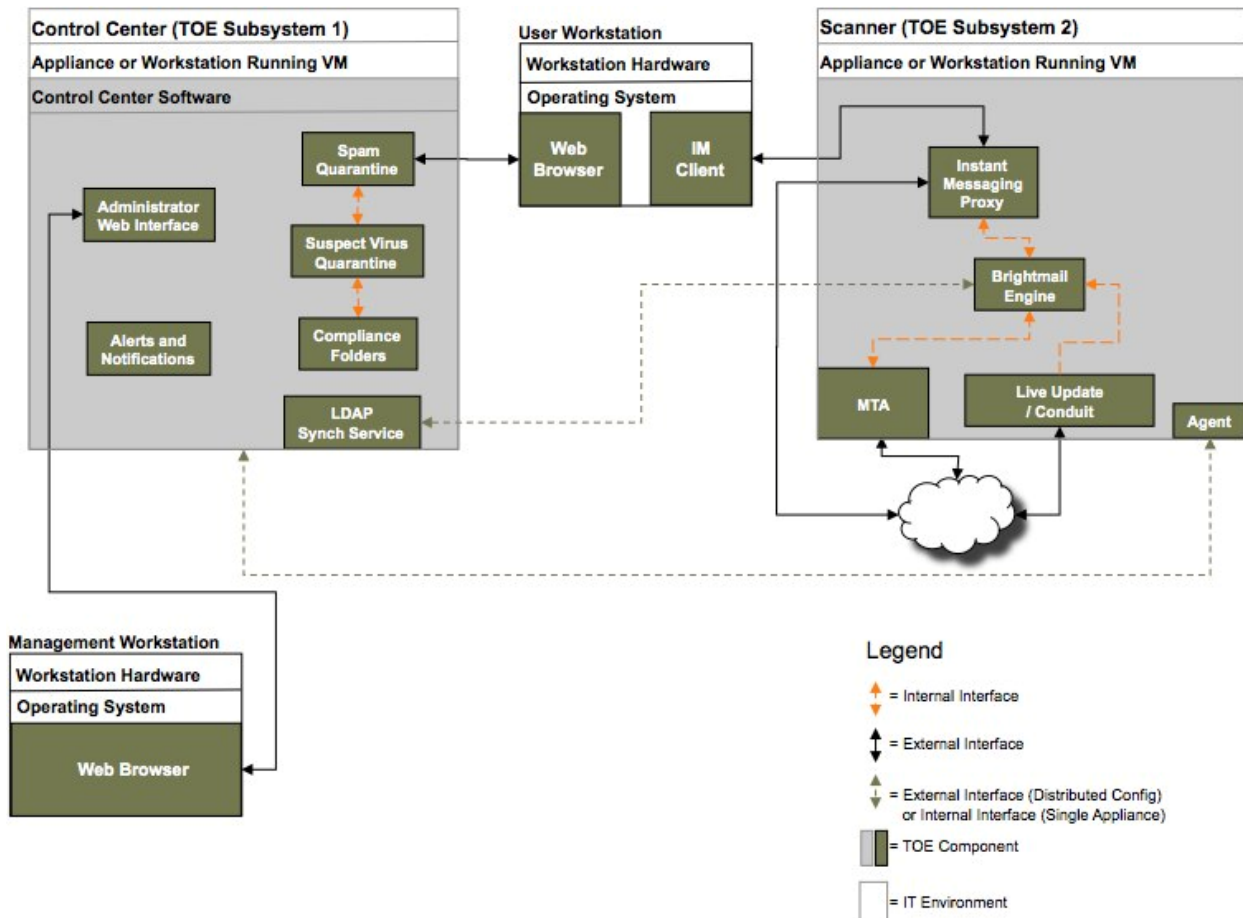 Control Center (TOE Subsystem 1)
Appliance or Workstation Running VM
Control Center Software
Spam
Quarantine
Administrator
Web Interface
Suspect Virus
Quarantine
Alerts and
Notifications
Compliance
Folders
LDAP
Synch Service
User Workstation
Workstation Hardware
Operating System
Web
Browser
IM
Client
Scanner (TOE Subsystem 2)
Appliance or Workstation Running VM
Instant
Messaging
Proxy
Brightmail
Engine
MTA
Live Update
/ Conduit
Agent
Management Workstation
Workstation Hardware
Operating System
Web Browser
Legend
= Internal Interface
= External Interface
= External Interface (Distributed Config)
or Internal Interface (Single Appliance)
= TOE Component
= IT Environment